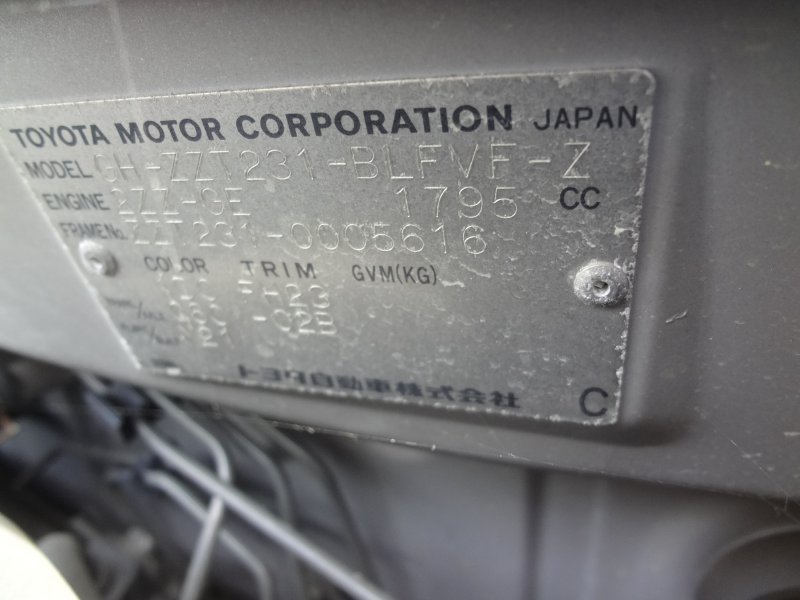 TOYOTA MOTOR CORPORATION JAPAN
MODEL GH-ZZT231-BLFVF-Z
ENGINE 2ZZ-GE 1795 CC
FRAME No. ZZT231-0005616
COLOR TRIM GVM(KG)
-02B
トヨタ自動車株式会社 C